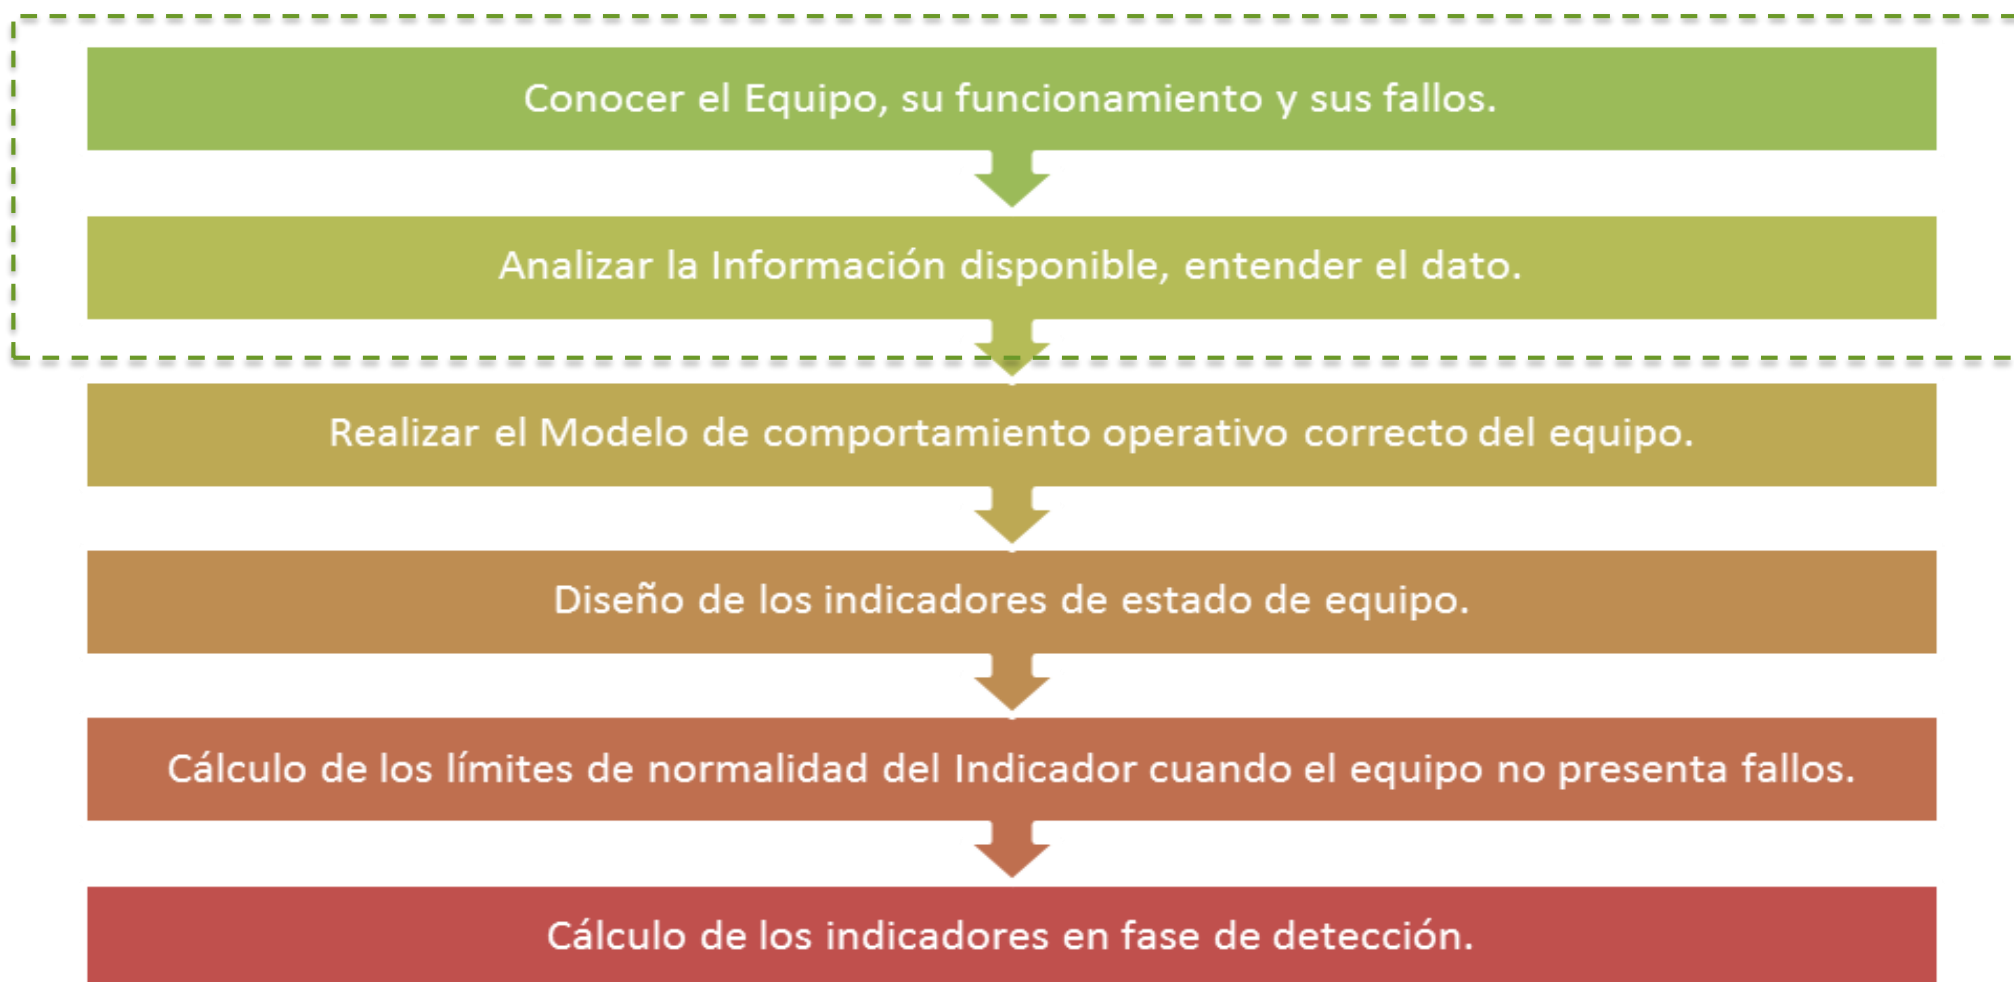 Conocer el Equipo, su funcionamiento y sus fallos.
Analizar la Información disponible, entender el dato.
Realizar el Modelo de comportamiento operativo correcto del equipo.
Diseño de los indicadores de estado de equipo.
Cálculo de los límites de normalidad del Indicador cuando el equipo no presenta fallos.
Cálculo de los indicadores en fase de detección.